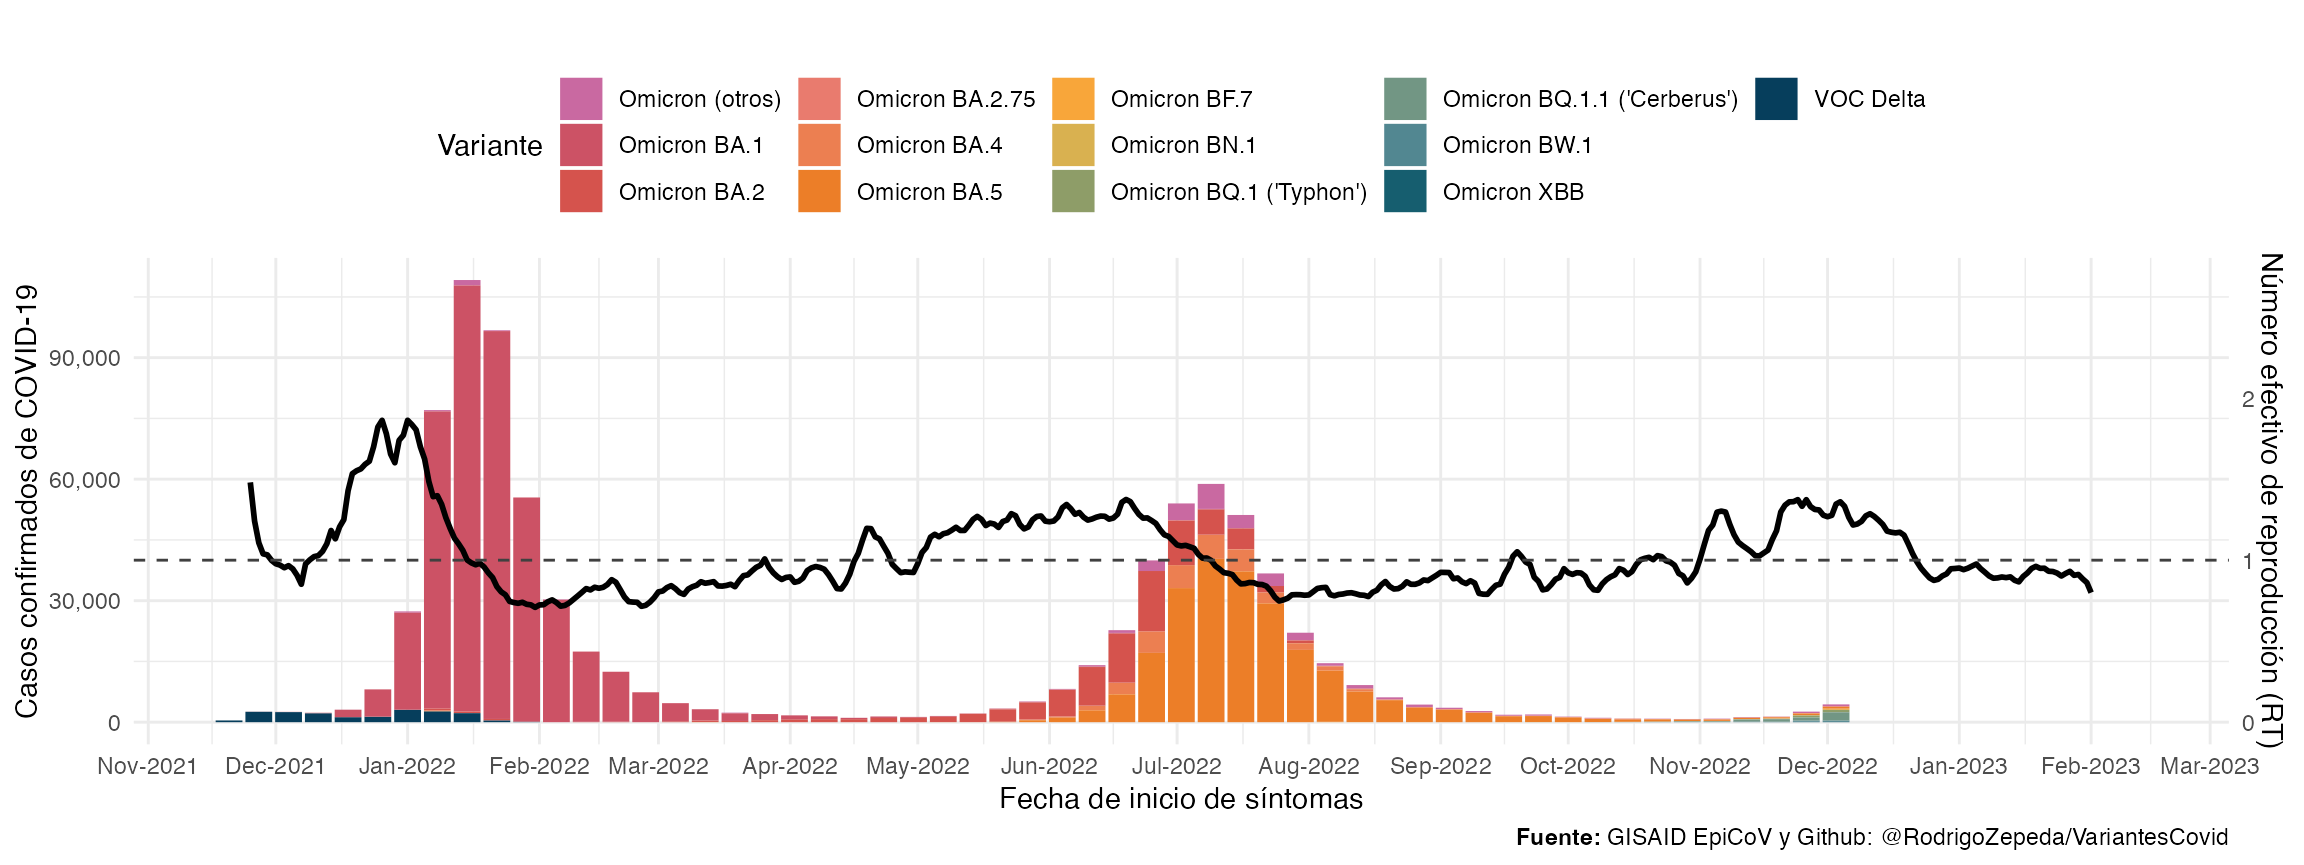 Variante
Omicron (otros)
Omicron BA.1
Omicron BA.2
Omicron BA.2.75
Omicron BA.4
Omicron BA.5
Omicron BF.7
Omicron BN.1
Omicron BQ.1 ('Typhon')
Omicron BQ.1.1 ('Cerberus')
Omicron BW.1
Omicron XBB
VOC Delta
Casos confirmados de COVID-19
90,000
60,000
30,000
0
Número efectivo de reproducción (RT)
2
1
0
Nov-2021 Dec-2021 Jan-2022 Feb-2022 Mar-2022 Apr-2022 May-2022 Jun-2022 Jul-2022 Aug-2022 Sep-2022 Oct-2022 Nov-2022 Dec-2022 Jan-2023 Feb-2023 Mar-2023
Fecha de inicio de síntomas
Fuente: GISAID EpiCoV y Github: @RodrigoZepeda/VariantesCovid